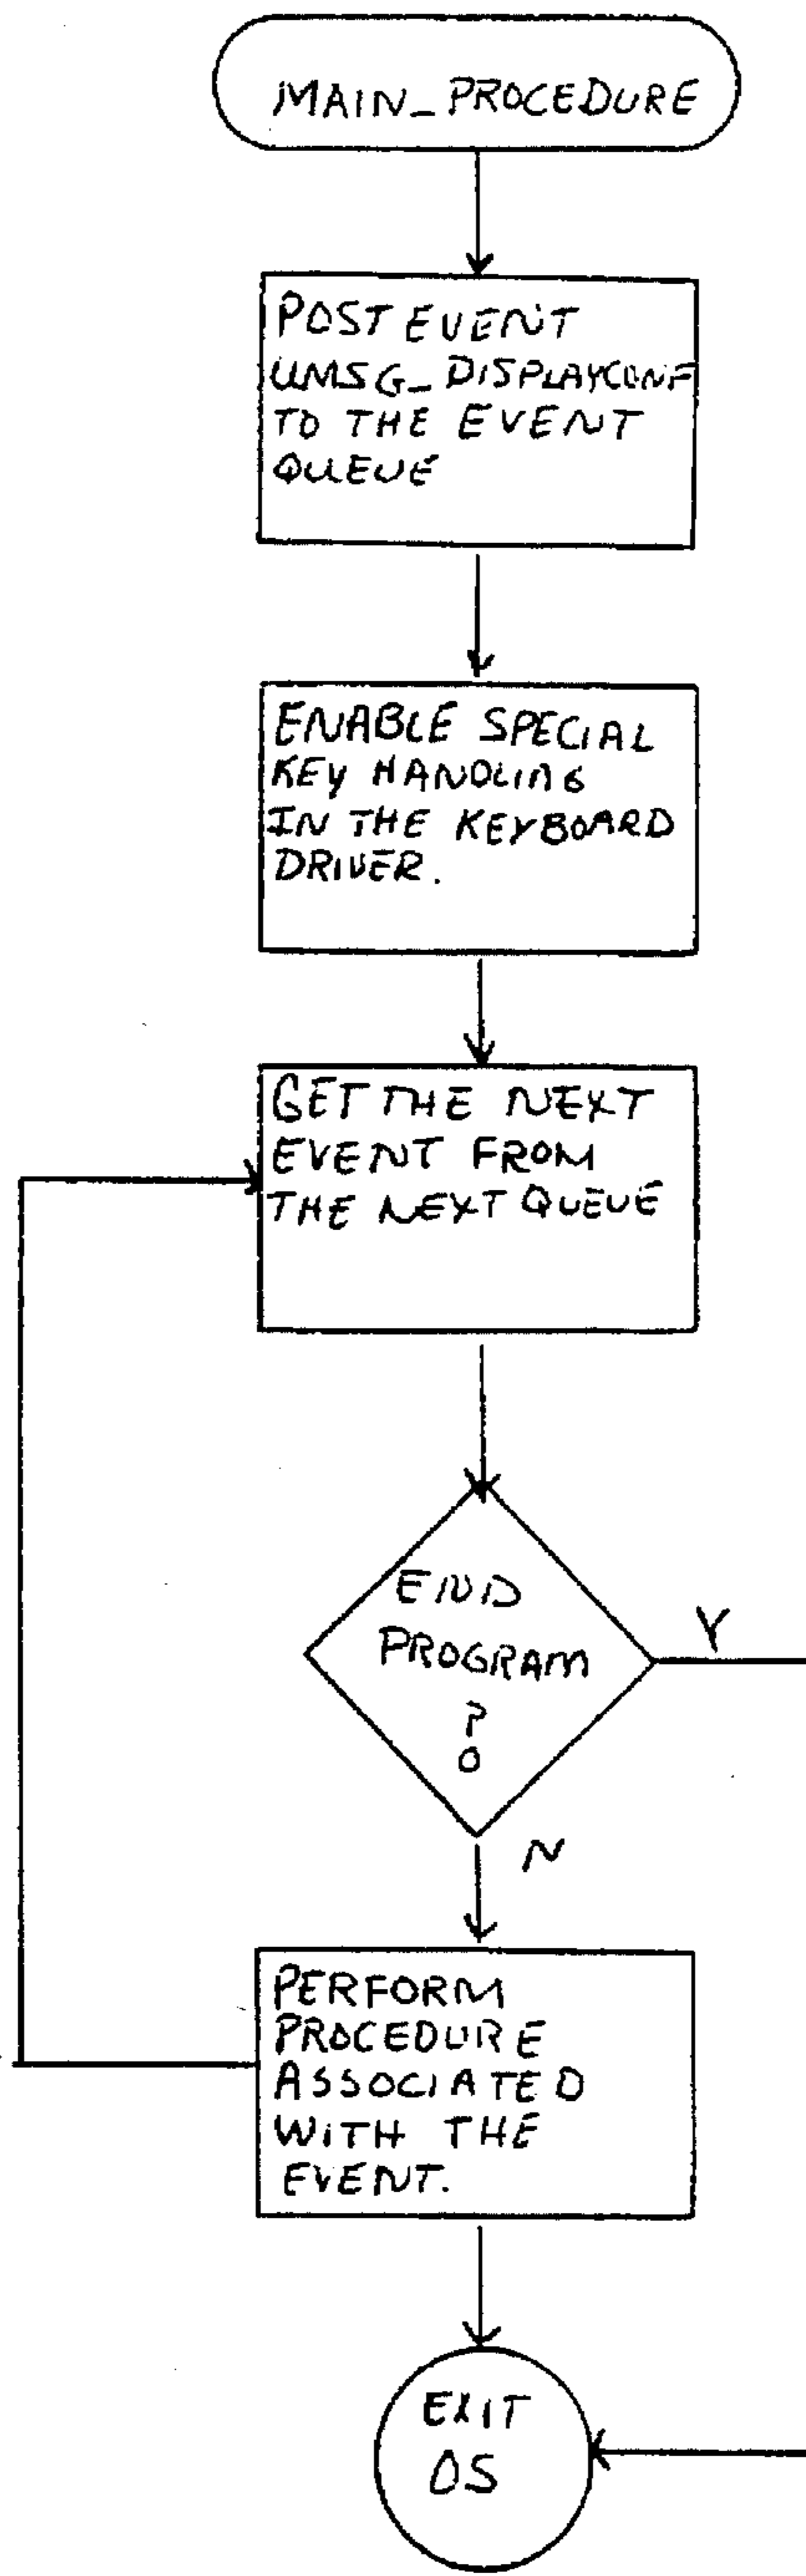 MAIN_PROCEDURE
POST EVENT
UMSG_DISPLAYCONF
TO THE EVENT
QUEUE
ENABLE SPECIAL
KEY HANDLING
IN THE KEYBOARD
DRIVER.
GET THE NEXT
EVENT FROM
THE NEXT QUEUE
END
PROGRAM
?
Y
N
PERFORM
PROCEDURE
ASSOCIATED
WITH THE
EVENT.
EXIT
OS